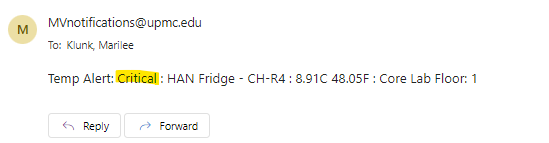 M
MVnotifications@upmc.edu
To: Klunk, Marilee
Temp Alert: Critical : HAN Fridge - CH-R4 : 8.91C 48.05F : Core Lab Floor: 1
Reply Forward